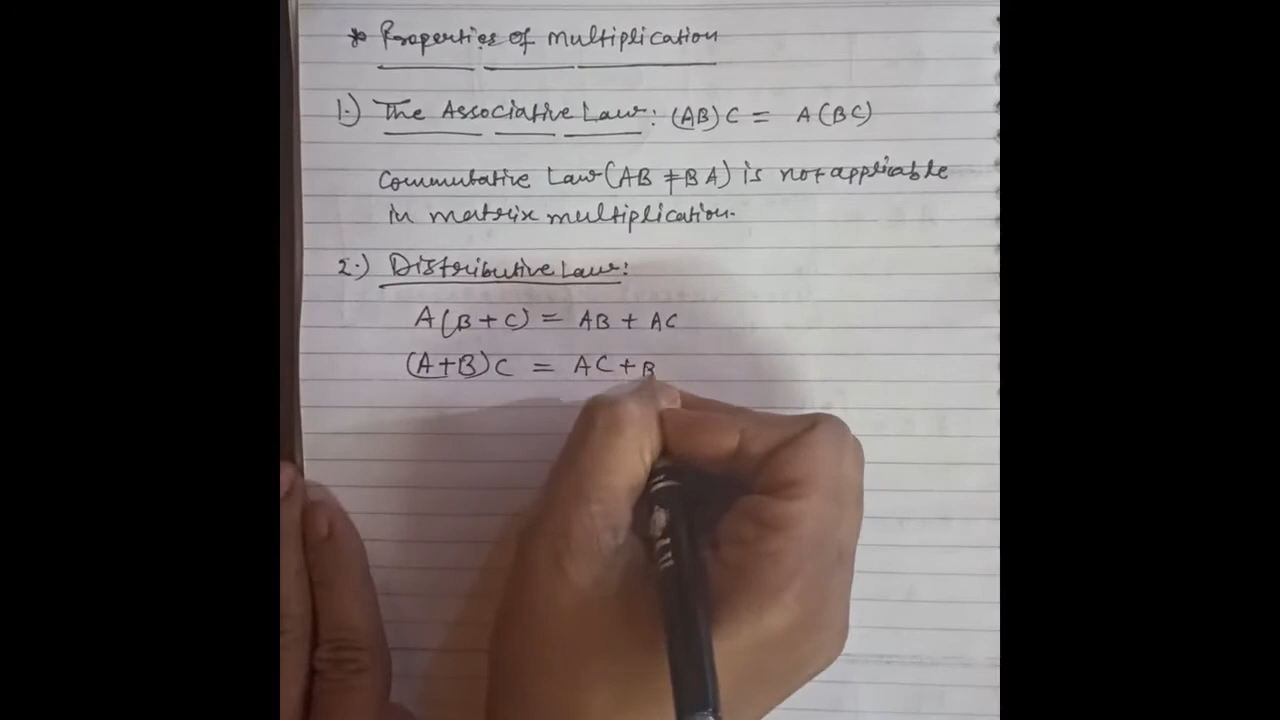 * Properties of multiplication
1.) The Associative Law: (AB)C = A(BC)
Commutative Law (AB ≠ BA) is not applicable
in matrix multiplication.
2.) Distributive Law:
A(B+C) = AB + AC
(A+B)C = AC + B